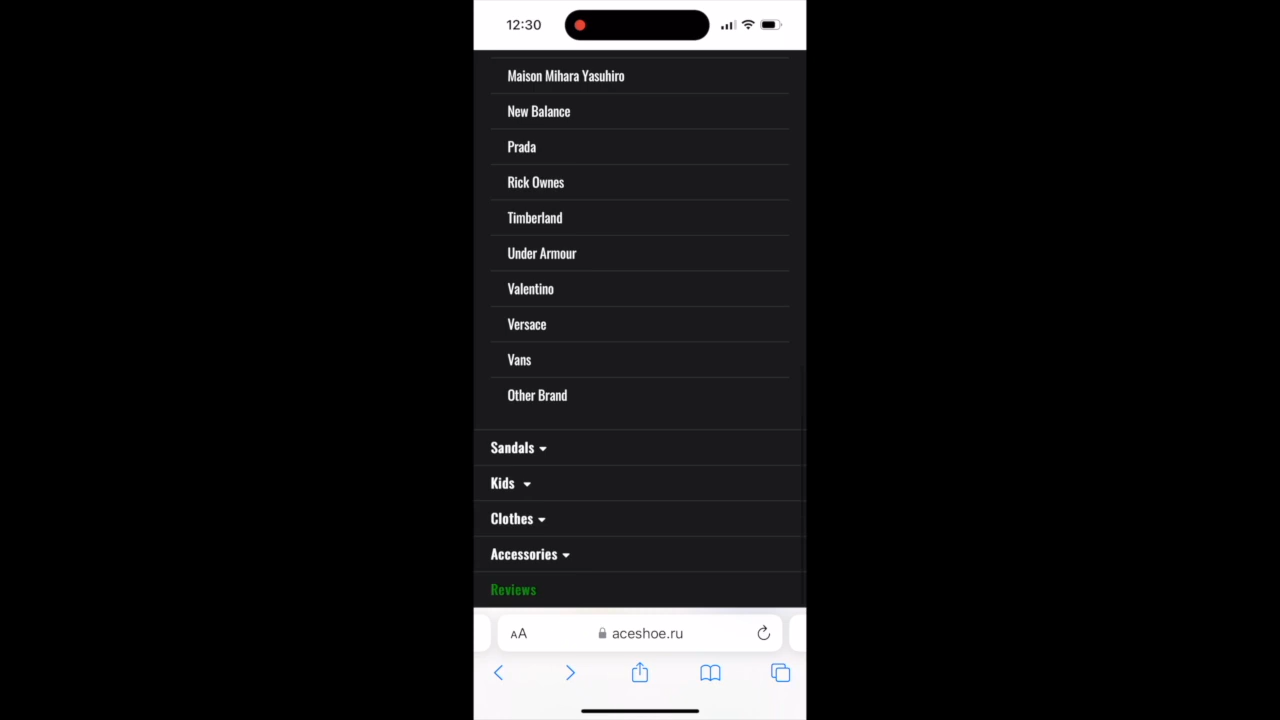 12:30
Maison Mihara Yasuhiro
New Balance
Prada
Rick Ownes
Timberland
Under Armour
Valentino
Versace
Vans
Other Brand
Sandals
Kids
Clothes
Accessories
Reviews
AA aceshoe.ru